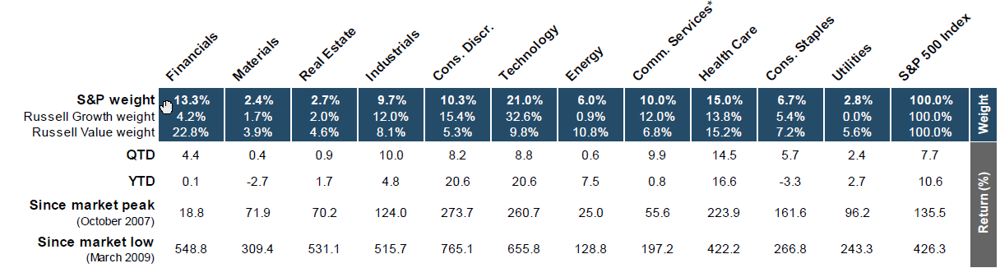 Financials Materials Real Estate Industrials Cons. Discr. Technology Energy Comm. Services* Health Care Cons. Staples Utilities S&P 500 Index
S&P weight 13.3% 2.4% 2.7% 9.7% 10.3% 21.0% 6.0% 10.0% 15.0% 6.7% 2.8% 100.0%
Russell Growth weight 4.2% 1.7% 2.0% 12.0% 15.4% 32.6% 0.9% 12.0% 13.8% 5.4% 0.0% 100.0%
Russell Value weight 22.8% 3.9% 4.6% 8.1% 5.3% 9.8% 10.8% 6.8% 15.2% 7.2% 5.6% 100.0%
Weight
QTD 4.4 0.4 0.9 10.0 8.2 8.8 0.6 9.9 14.5 5.7 2.4 7.7
YTD 0.1 -2.7 1.7 4.8 20.6 20.6 7.5 0.8 16.6 -3.3 2.7 10.6
Since market peak
(October 2007) 18.8 71.9 70.2 124.0 273.7 260.7 25.0 55.6 223.9 161.6 96.2 135.5
Since market low
(March 2009) 548.8 309.4 531.1 515.7 765.1 655.8 128.8 197.2 422.2 266.8 243.3 426.3
Return (%)